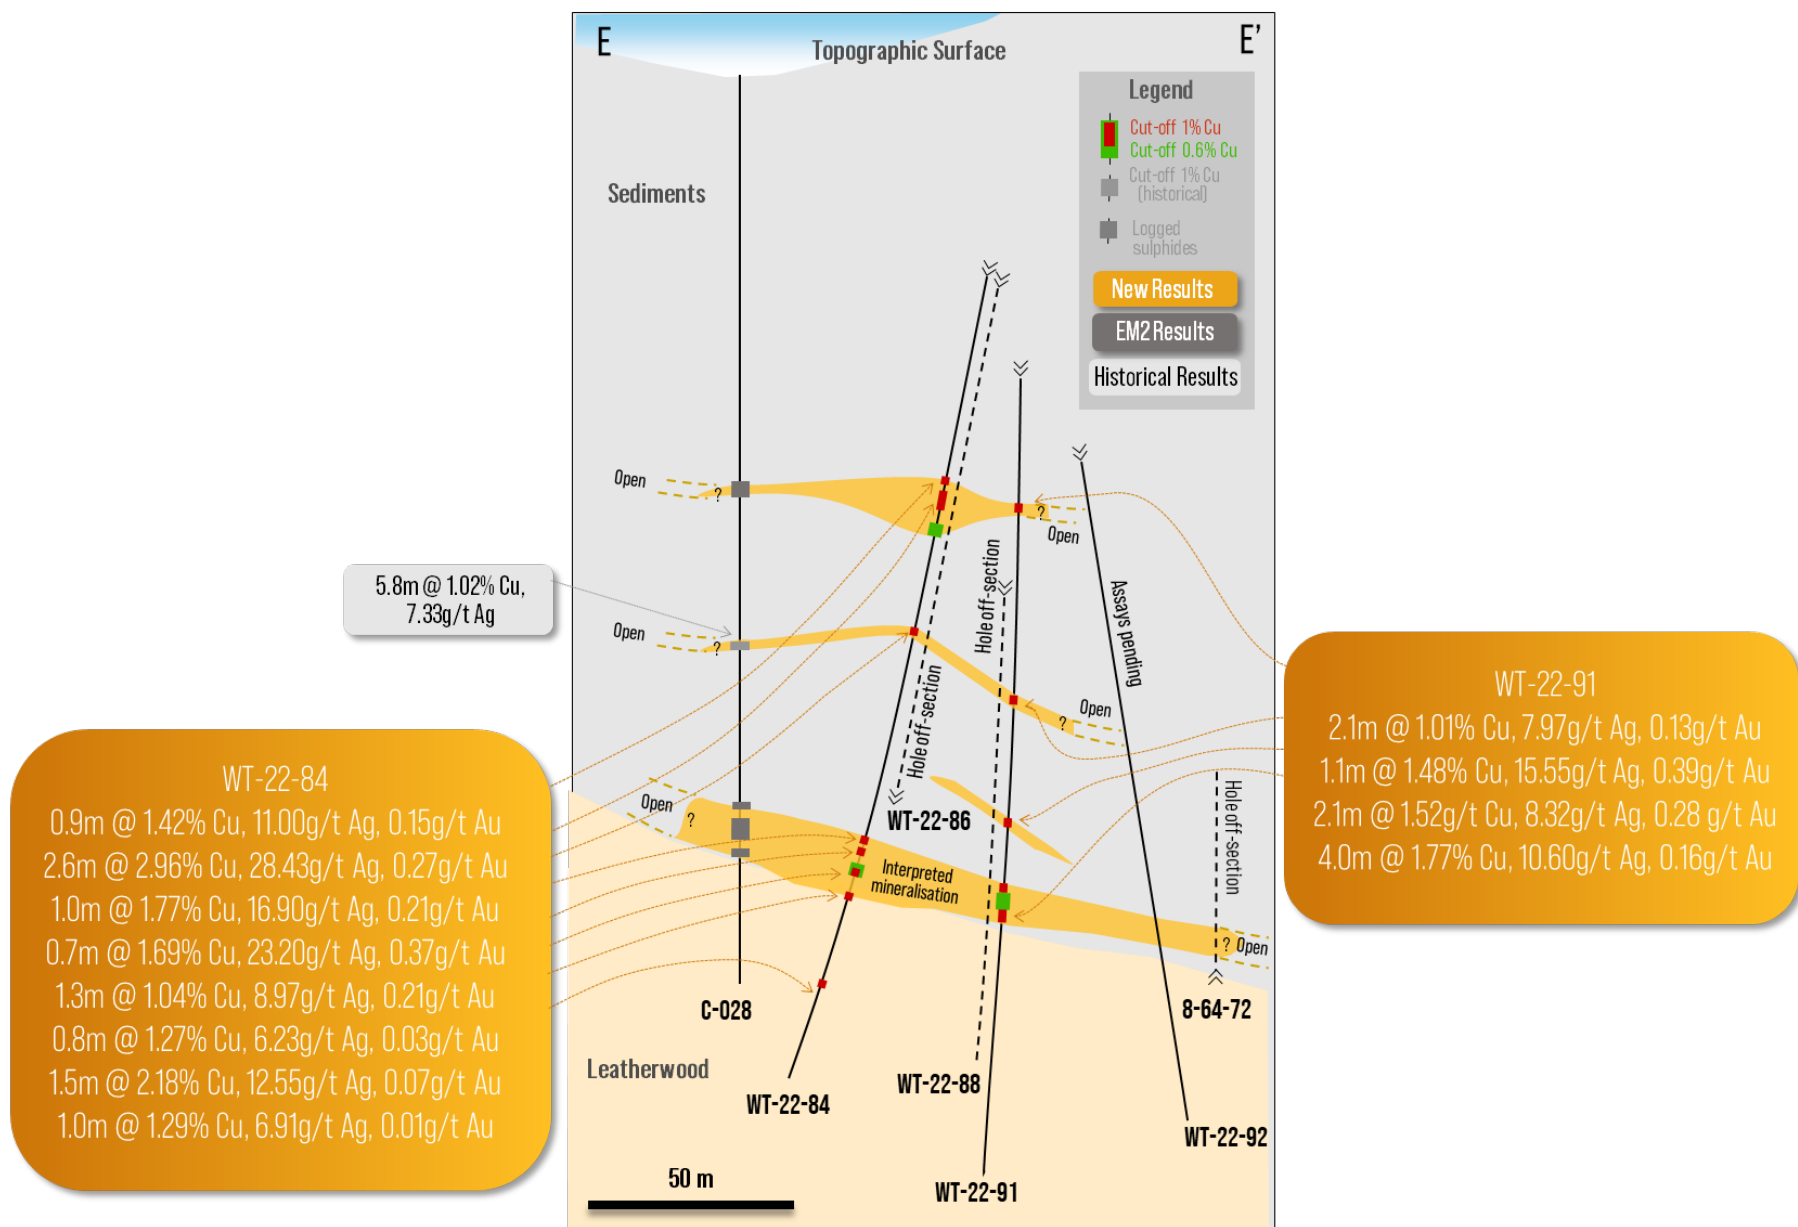 E
E’
Topographic Surface
Legend
Cut-off 1% Cu
Cut-off 0.6% Cu
Cut-off 1% Cu
(historical)
Logged
sulphides
New Results
EM2 Results
Historical Results
Sediments
Open
?
?
Open
Hole off-section
Assays pending
5.8m @ 1.02% Cu,
7.33g/t Ag
Open
?
Open
?
Hole off-section
WT-22-91
2.1m @ 1.01% Cu, 7.97g/t Ag, 0.13g/t Au
1.1m @ 1.48% Cu, 15.55g/t Ag, 0.39g/t Au
2.1m @ 1.52g/t Cu, 8.32g/t Ag, 0.28 g/t Au
4.0m @ 1.77% Cu, 10.60g/t Ag, 0.16g/t Au
WT-22-84
0.9m @ 1.42% Cu, 11.00g/t Ag, 0.15g/t Au
2.6m @ 2.96% Cu, 28.43g/t Ag, 0.27g/t Au
1.0m @ 1.77% Cu, 16.90g/t Ag, 0.21g/t Au
0.7m @ 1.69% Cu, 23.20g/t Ag, 0.37g/t Au
1.3m @ 1.04% Cu, 8.97g/t Ag, 0.21g/t Au
0.8m @ 1.27% Cu, 6.23g/t Ag, 0.03g/t Au
1.5m @ 2.18% Cu, 12.55g/t Ag, 0.07g/t Au
1.0m @ 1.29% Cu, 6.91g/t Ag, 0.01g/t Au
Open
?
WT-22-86
Hole off-section
Interpreted
mineralisation
? Open
C-028
8-64-72
Leatherwood
WT-22-88
WT-22-84
WT-22-92
50 m
WT-22-91